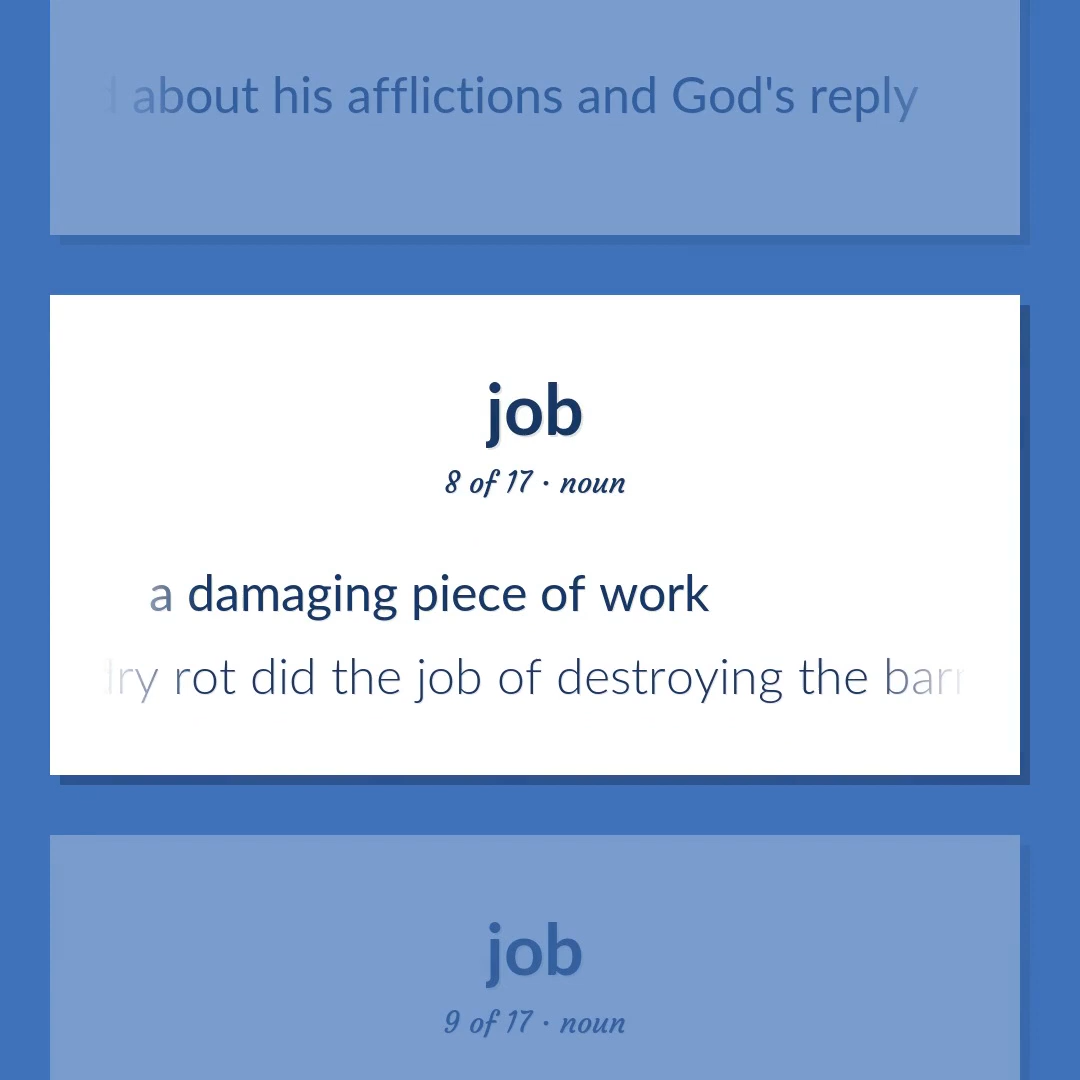 about his afflictions and God's reply
job
8 of 17 · noun
a damaging piece of work
rot did the job of destroying the
job
9 of 17 · noun